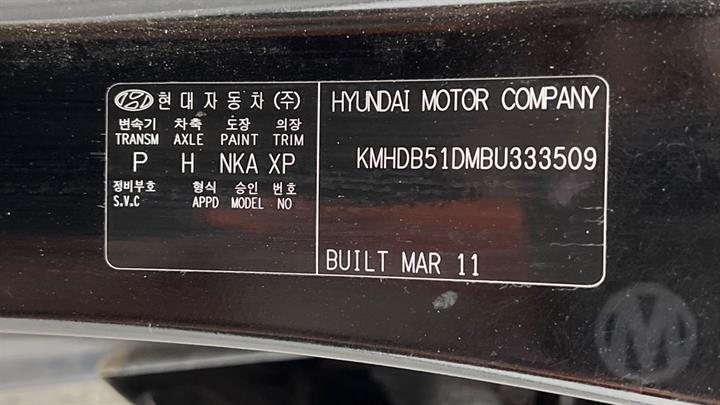 현대자동차(주)
변속기 차축 도장 의장
TRANSM AXLE PAINT TRIM
P H NKA XP
정비부호 형식 승인 번호
S.V.C APPD MODEL NO
HYUNDAI MOTOR COMPANY
KMHDB51DMBU333509
BUILT MAR 11
M